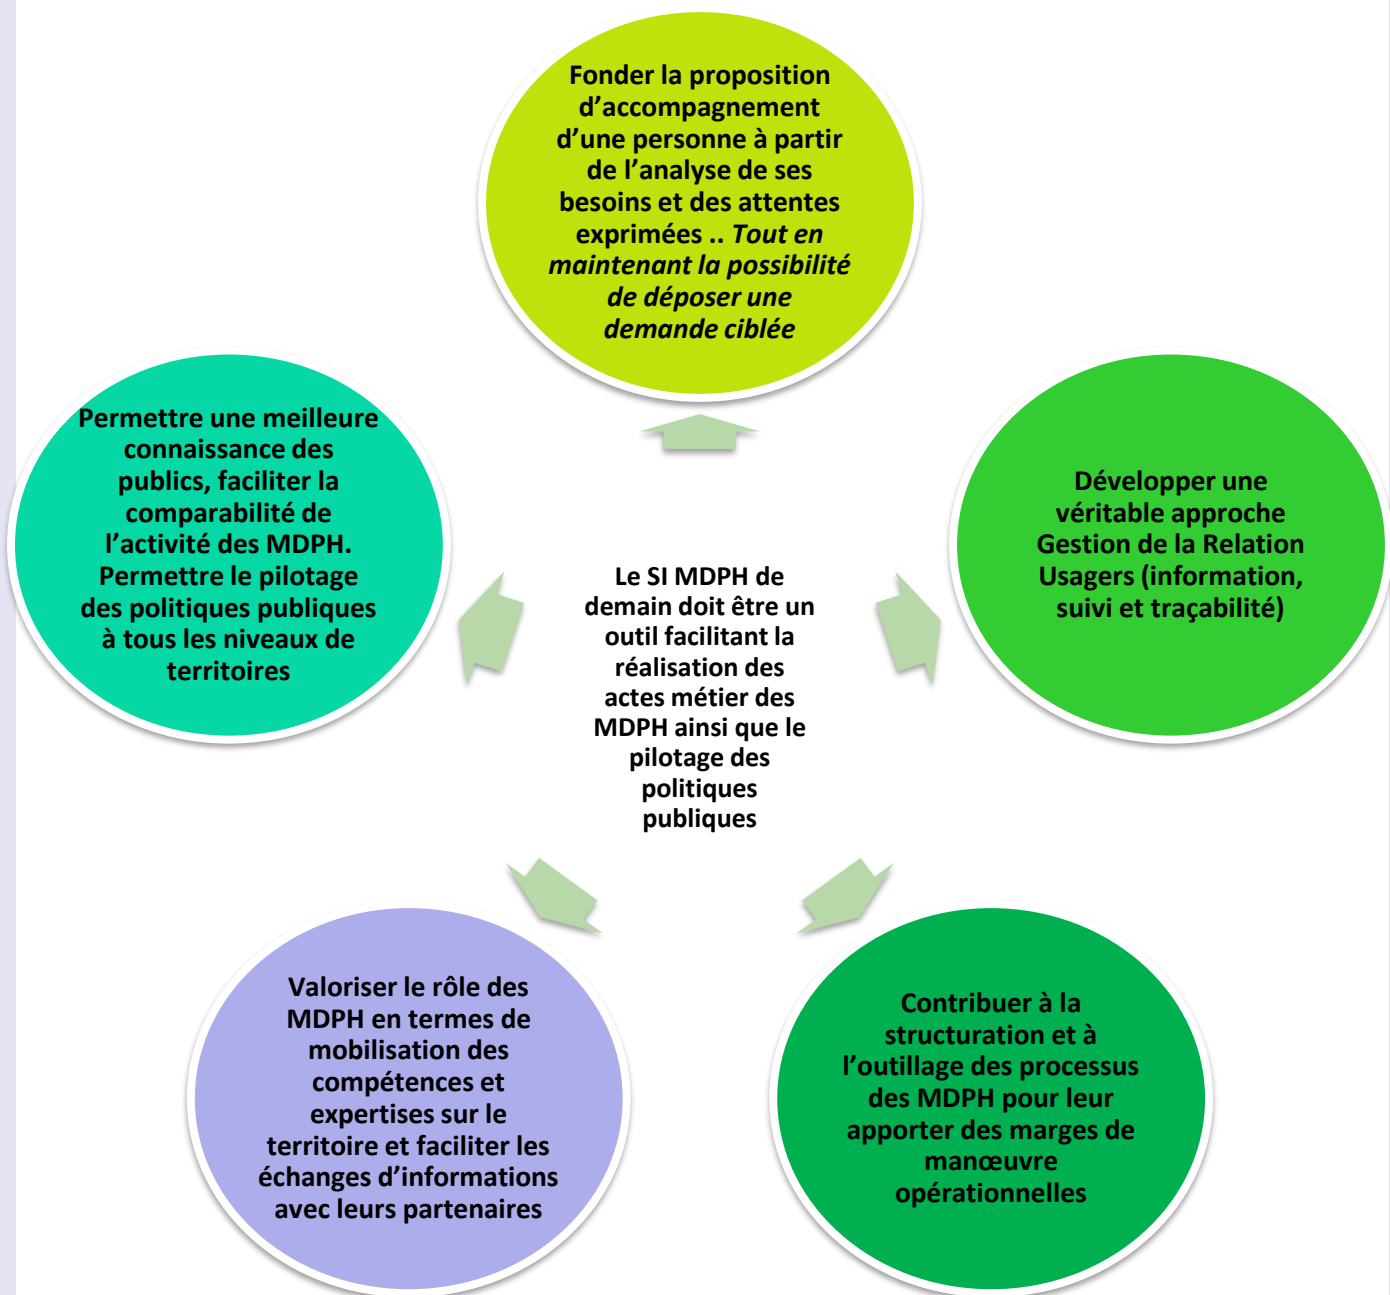 Fonder la proposition
d’accompagnement
d’une personne à partir
de l’analyse de ses
besoins et des attentes
exprimées .. Tout en
maintenant la possibilité
de déposer une
demande ciblée
Permettre une meilleure
connaissance des
publics, faciliter la
comparabilité de
l’activité des MDPH.
Permettre le pilotage
des politiques publiques
à tous les niveaux de
territoires
Développer une
véritable approche
Gestion de la Relation
Usagers (information,
suivi et traçabilité)
Le SI MDPH de
demain doit être un
outil facilitant la
réalisation des
actes métier des
MDPH ainsi que le
pilotage des
politiques
publiques
Valoriser le rôle des
MDPH en termes de
mobilisation des
compétences et
expertises sur le
territoire et faciliter les
échanges d’informations
avec leurs partenaires
Contribuer à la
structuration et à
l’outillage des processus
des MDPH pour leur
apporter des marges de
manœuvre
opérationnelles